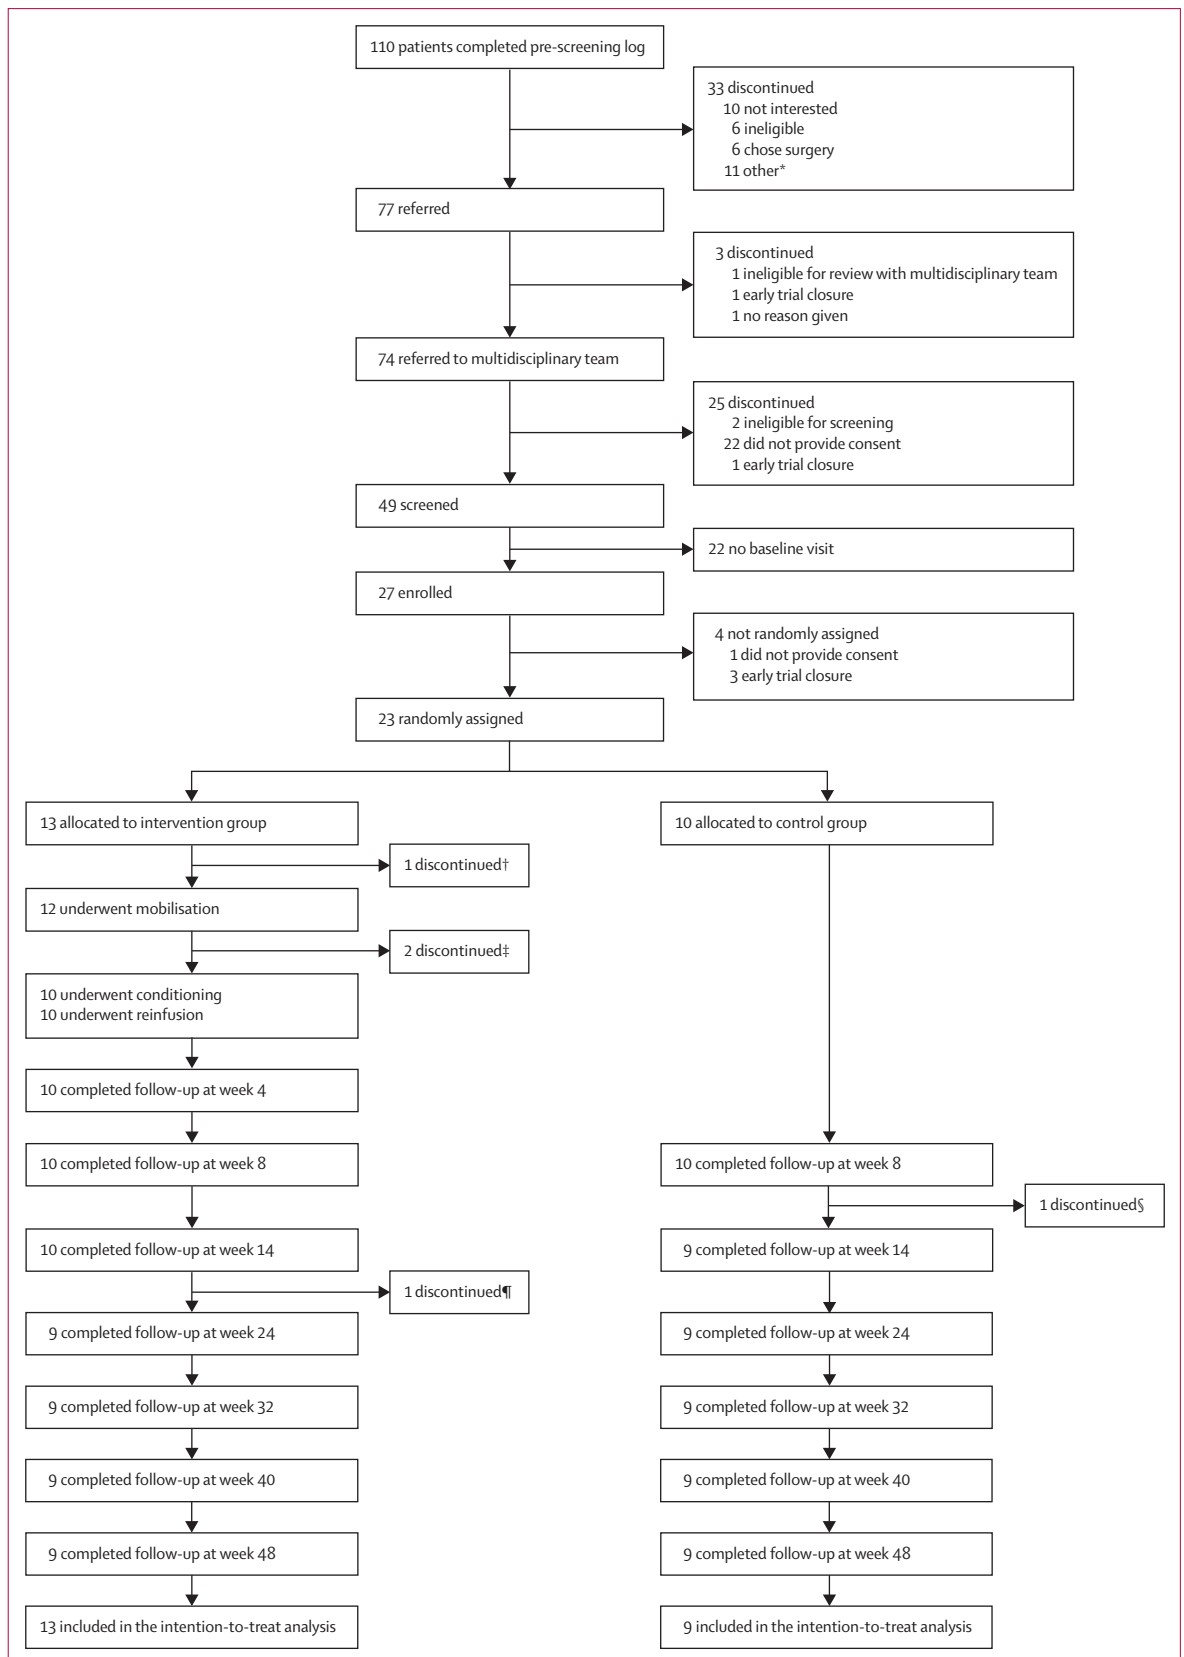 110 patients completed pre-screening log
33 discontinued
10 not interested
6 ineligible
6 chose surgery
11 other*
77 referred
3 discontinued
1 ineligible for review with multidisciplinary team
1 early trial closure
1 no reason given
74 referred to multidisciplinary team
25 discontinued
2 ineligible for screening
22 did not provide consent
1 early trial closure
49 screened
22 no baseline visit
27 enrolled
4 not randomly assigned
1 did not provide consent
3 early trial closure
23 randomly assigned
13 allocated to intervention group
10 allocated to control group
1 discontinued†
12 underwent mobilisation
2 discontinued‡
10 underwent conditioning
10 underwent reinfusion
10 completed follow-up at week 4
10 completed follow-up at week 8
10 completed follow-up at week 8
1 discontinued§
10 completed follow-up at week 14
9 completed follow-up at week 14
1 discontinued¶
9 completed follow-up at week 24
9 completed follow-up at week 24
9 completed follow-up at week 32
9 completed follow-up at week 32
9 completed follow-up at week 40
9 completed follow-up at week 40
9 completed follow-up at week 48
9 completed follow-up at week 48
13 included in the intention-to-treat analysis
9 included in the intention-to-treat analysis